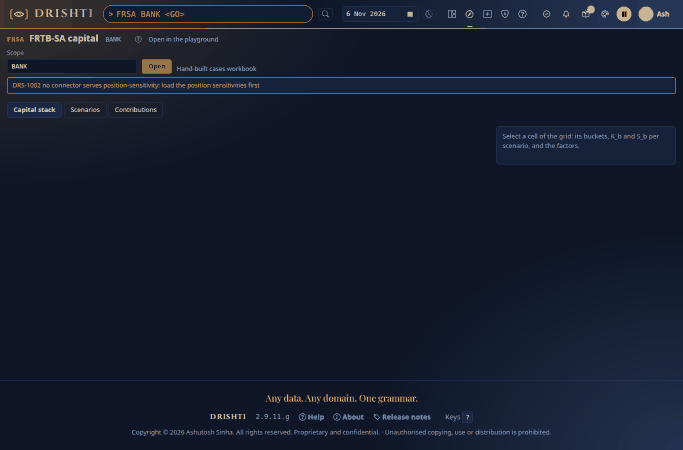 DRISHTI
> FRSA BANK <GO>
6 Nov 2026
Ash
FRSA FRTB-SA capital BANK Open in the playground
Scope
BANK
Open
Hand-built cases workbook
DRS-1002 no connector serves position-sensitivity: load the position sensitivities first
Capital stack Scenarios Contributions
Select a cell of the grid: its buckets, K_b and S_b per
scenario, and the factors.
Any data. Any domain. One grammar.
DRISHTI 2.9.11.g Help About Release notes Keys ?
Copyright © 2026 Ashutosh Sinha. All rights reserved. Proprietary and confidential. · Unauthorised copying, use or distribution is prohibited.